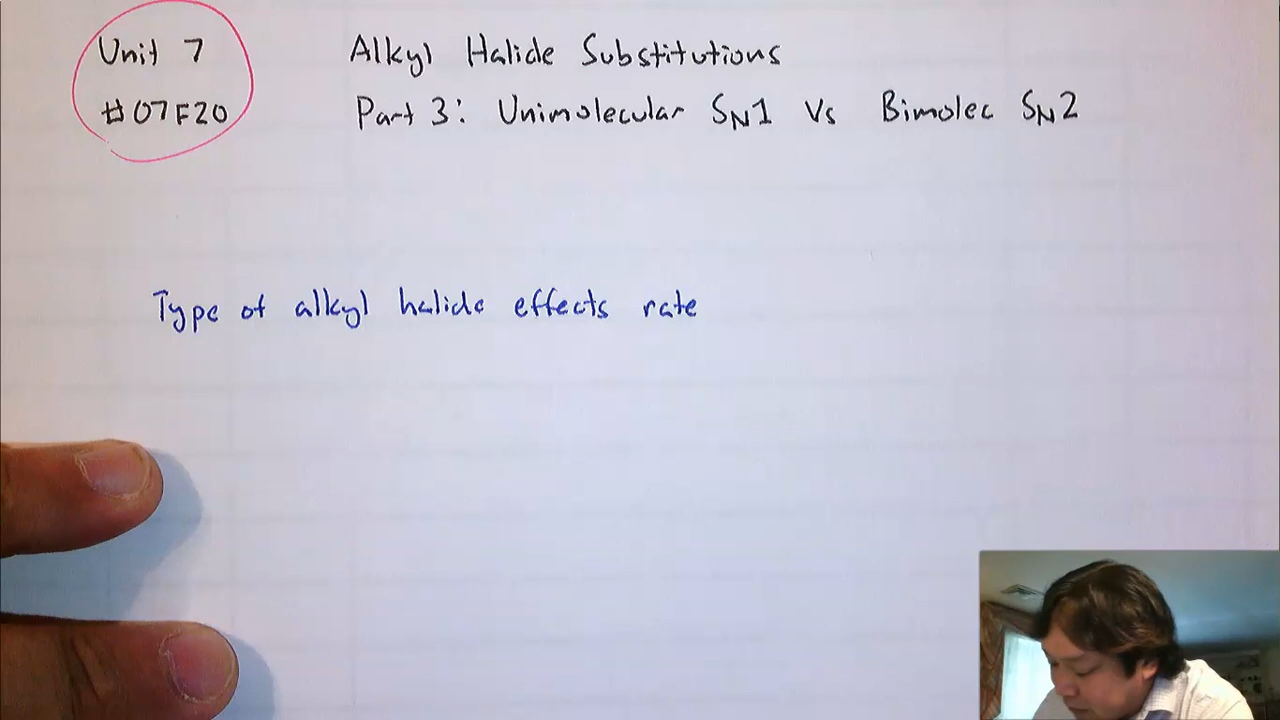 Unit 7 Alkyl Halide Substitutions
#07F20 Part 3: Unimolecular SN1 Vs Bimolec SN2
Type of alkyl halide effects rate